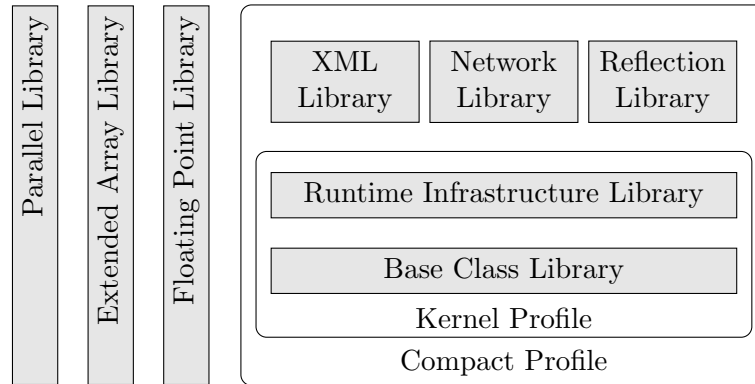 Parallel Library
Extended Array Library
Floating Point Library
XML
Library
Network
Library
Reflection
Library
Runtime Infrastructure Library
Base Class Library
Kernel Profile
Compact Profile